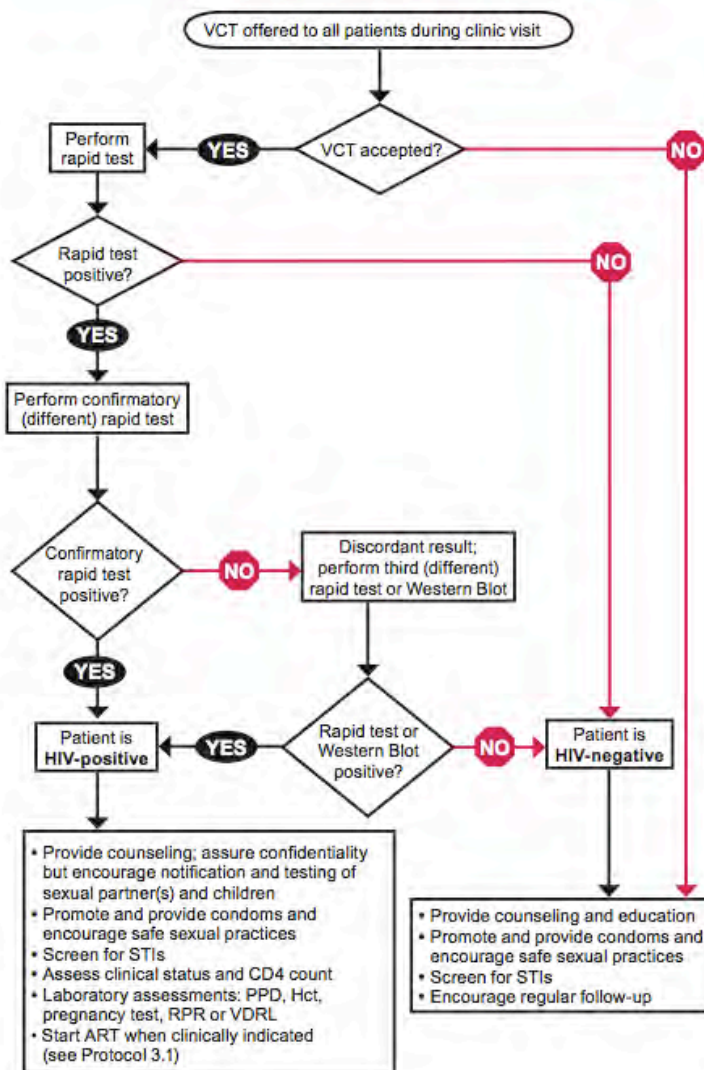 VCT offered to all patients during clinic visit
Perform
rapid test
YES
VCT accepted?
NO
Rapid test
positive?
NO
YES
Perform confirmatory
(different) rapid test
Confirmatory
rapid test
positive?
NO
Discordant result;
perform third (different)
rapid test or Western Blot
YES
Patient is
HIV-positive
YES
Rapid test or
Western Blot
positive?
NO
Patient is
HIV-negative
• Provide counseling; assure confidentiality
but encourage notification and testing of
sexual partner(s) and children
• Promote and provide condoms and
encourage safe sexual practices
• Screen for STIs
• Assess clinical status and CD4 count
• Laboratory assessments: PPD, Hct,
pregnancy test, RPR or VDRL
• Start ART when clinically indicated
(see Protocol 3.1)
• Provide counseling and education
• Promote and provide condoms and
encourage safe sexual practices
• Screen for STIs
• Encourage regular follow-up